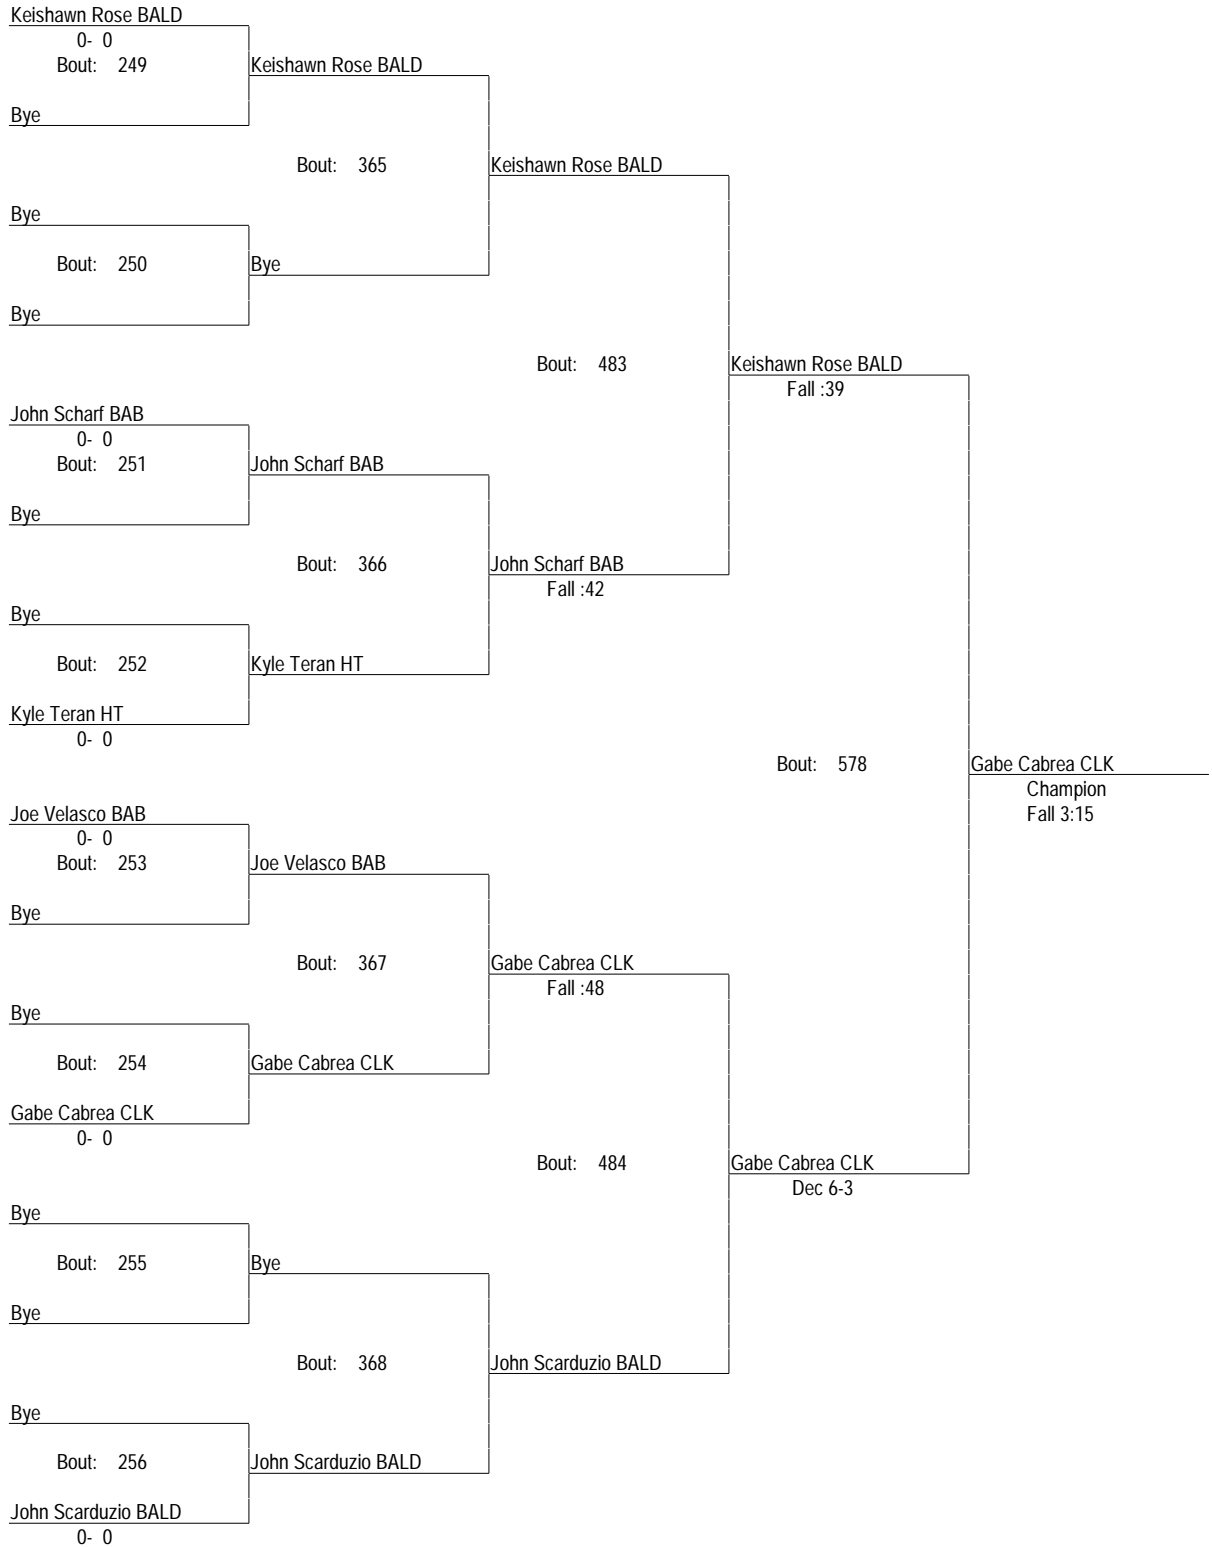 Keishawn Rose BALD
0- 0
Bout: 249
Keishawn Rose BALD
Bye
Bout: 365
Keishawn Rose BALD
Bye
Bout: 250
Bye
Bye
Bout: 483
Keishawn Rose BALD
Fall :39
John Scharf BAB
0- 0
Bout: 251
John Scharf BAB
Bye
Bout: 366
John Scharf BAB
Fall :42
Bye
Bout: 252
Kyle Teran HT
Kyle Teran HT
0- 0
Bout: 578
Gabe Cabrea CLK
Champion
Fall 3:15
Joe Velasco BAB
0- 0
Bout: 253
Joe Velasco BAB
Bye
Bout: 367
Gabe Cabrea CLK
Fall :48
Bye
Bout: 254
Gabe Cabrea CLK
Gabe Cabrea CLK
0- 0
Bout: 484
Gabe Cabrea CLK
Dec 6-3
Bye
Bout: 255
Bye
Bye
Bout: 368
John Scarduzio BALD
Bye
Bout: 256
John Scarduzio BALD
John Scarduzio BALD
0- 0